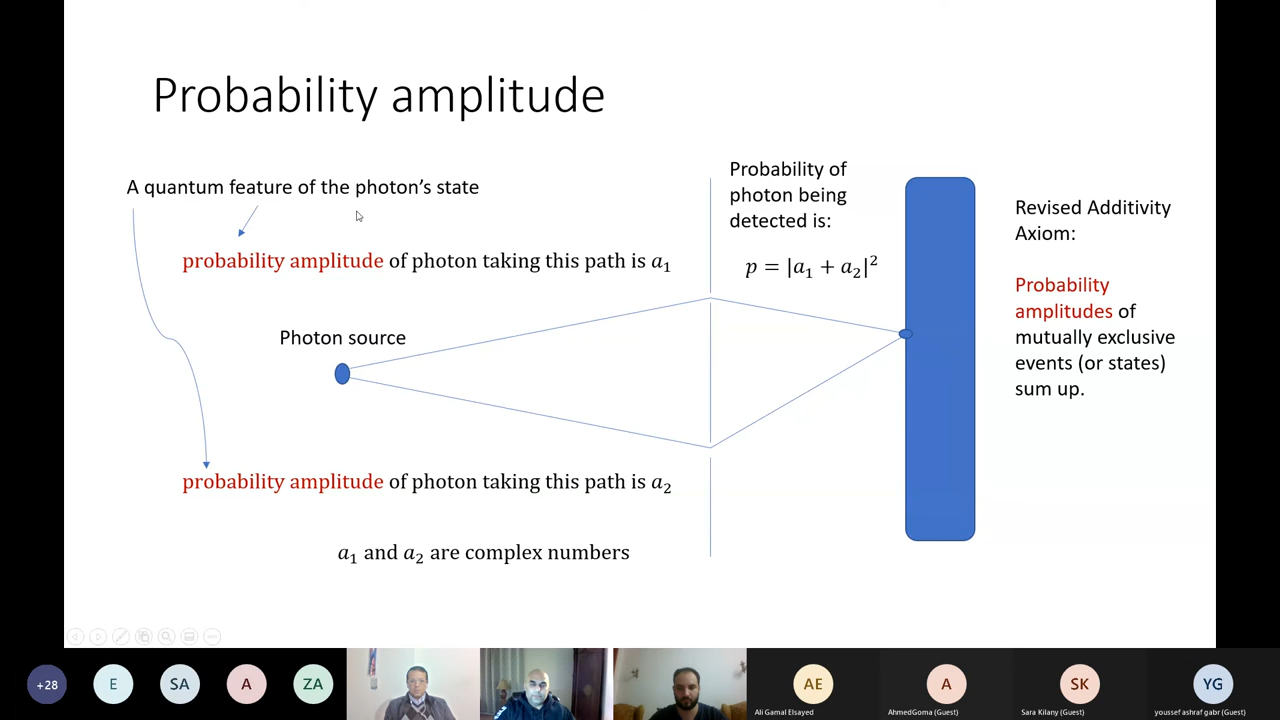 Probability amplitude
A quantum feature of the photon's state
probability amplitude of photon taking this path is a₁
Photon source
probability amplitude of photon taking this path is a₂
a₁ and a₂ are complex numbers
Probability of
photon being
detected is:
p = |a₁ + a₂|²
Revised Additivity
Axiom:
Probability
amplitudes of
mutually exclusive
events (or states)
sum up.
+28
E
SA
A
ZA
AE
Ali Gamal Elsayed
A
AhmedGoma (Guest)
SK
Sara Kilany (Guest)
YG
youssef ashraf gabr (Guest)